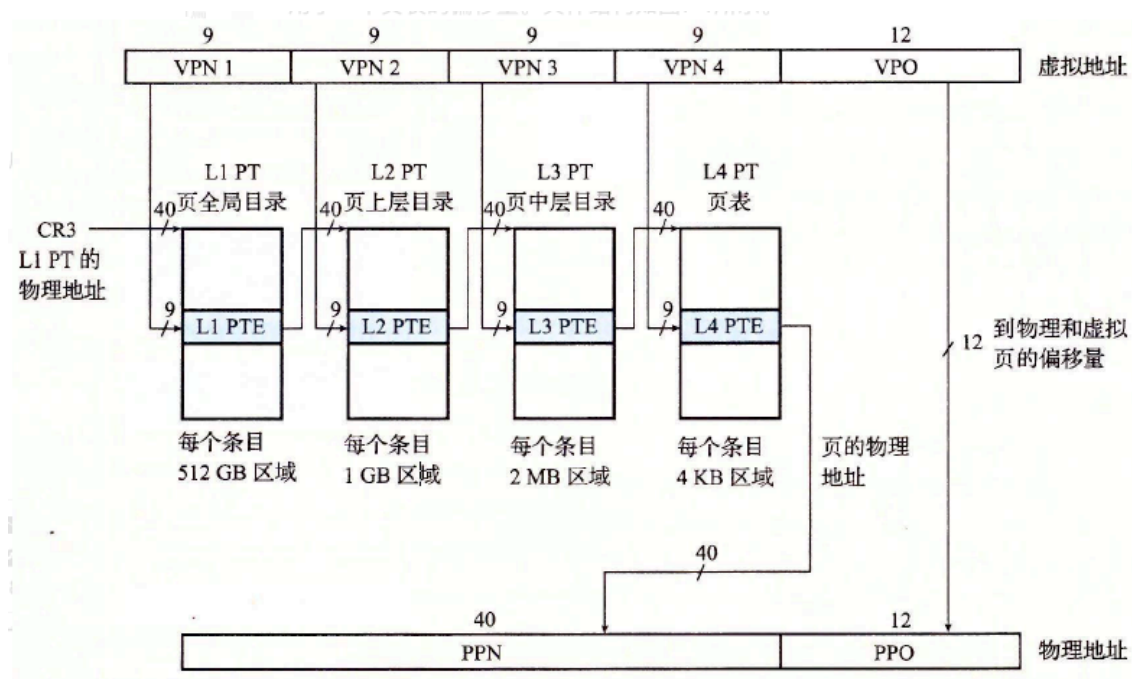 9 9 9 9 12
VPN 1 VPN 2 VPN 3 VPN 4 VPO 虚拟地址
L1 PT L2 PT L3 PT L4 PT
页全局目录 页上层目录 页中层目录 页表
40 40 40 40
CR3
L1 PT 的
物理地址
9 9 9 9
L1 PTE L2 PTE L3 PTE L4 PTE
12 到物理和虚拟
页的偏移量
每个条目 每个条目 每个条目 每个条目
512 GB 区域 1 GB 区域 2 MB 区域 4 KB 区域
页的物理
地址
40
40 12
PPN PPO 物理地址